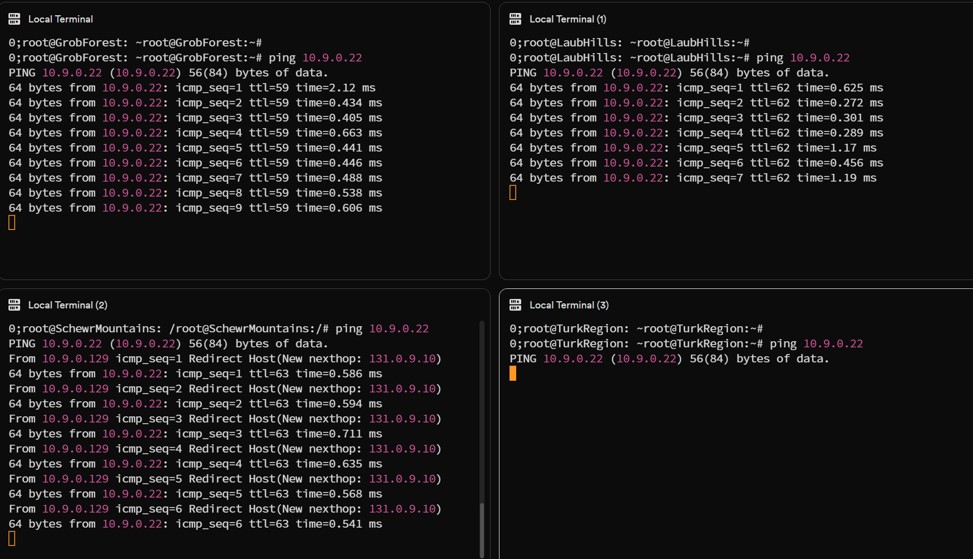 Local Terminal
0;root@GrobForest: ~root@GrobForest:~#
0;root@GrobForest: ~root@GrobForest:~# ping 10.9.0.22
PING 10.9.0.22 (10.9.0.22) 56(84) bytes of data.
64 bytes from 10.9.0.22: icmp_seq=1 ttl=59 time=2.12 ms
64 bytes from 10.9.0.22: icmp_seq=2 ttl=59 time=0.434 ms
64 bytes from 10.9.0.22: icmp_seq=3 ttl=59 time=0.405 ms
64 bytes from 10.9.0.22: icmp_seq=4 ttl=59 time=0.663 ms
64 bytes from 10.9.0.22: icmp_seq=5 ttl=59 time=0.441 ms
64 bytes from 10.9.0.22: icmp_seq=6 ttl=59 time=0.446 ms
64 bytes from 10.9.0.22: icmp_seq=7 ttl=59 time=0.488 ms
64 bytes from 10.9.0.22: icmp_seq=8 ttl=59 time=0.538 ms
64 bytes from 10.9.0.22: icmp_seq=9 ttl=59 time=0.606 ms
Local Terminal (1)
0;root@LaubHills: ~root@LaubHills:~#
0;root@LaubHills: ~root@LaubHills:~# ping 10.9.0.22
PING 10.9.0.22 (10.9.0.22) 56(84) bytes of data.
64 bytes from 10.9.0.22: icmp_seq=1 ttl=62 time=0.625 ms
64 bytes from 10.9.0.22: icmp_seq=2 ttl=62 time=0.272 ms
64 bytes from 10.9.0.22: icmp_seq=3 ttl=62 time=0.301 ms
64 bytes from 10.9.0.22: icmp_seq=4 ttl=62 time=0.289 ms
64 bytes from 10.9.0.22: icmp_seq=5 ttl=62 time=1.17 ms
64 bytes from 10.9.0.22: icmp_seq=6 ttl=62 time=0.456 ms
64 bytes from 10.9.0.22: icmp_seq=7 ttl=62 time=1.19 ms
Local Terminal (2)
0;root@SchewrMountains: /root@SchewrMountains:/# ping 10.9.0.22
PING 10.9.0.22 (10.9.0.22) 56(84) bytes of data.
From 10.9.0.129 icmp_seq=1 Redirect Host(New nexthop: 131.0.9.10)
64 bytes from 10.9.0.22: icmp_seq=1 ttl=63 time=0.586 ms
From 10.9.0.129 icmp_seq=2 Redirect Host(New nexthop: 131.0.9.10)
64 bytes from 10.9.0.22: icmp_seq=2 ttl=63 time=0.594 ms
From 10.9.0.129 icmp_seq=3 Redirect Host(New nexthop: 131.0.9.10)
64 bytes from 10.9.0.22: icmp_seq=3 ttl=63 time=0.711 ms
From 10.9.0.129 icmp_seq=4 Redirect Host(New nexthop: 131.0.9.10)
64 bytes from 10.9.0.22: icmp_seq=4 ttl=63 time=0.635 ms
From 10.9.0.129 icmp_seq=5 Redirect Host(New nexthop: 131.0.9.10)
64 bytes from 10.9.0.22: icmp_seq=5 ttl=63 time=0.568 ms
From 10.9.0.129 icmp_seq=6 Redirect Host(New nexthop: 131.0.9.10)
64 bytes from 10.9.0.22: icmp_seq=6 ttl=63 time=0.541 ms
Local Terminal (3)
0;root@TurkRegion: ~root@TurkRegion:~#
0;root@TurkRegion: ~root@TurkRegion:~# ping 10.9.0.22
PING 10.9.0.22 (10.9.0.22) 56(84) bytes of data.